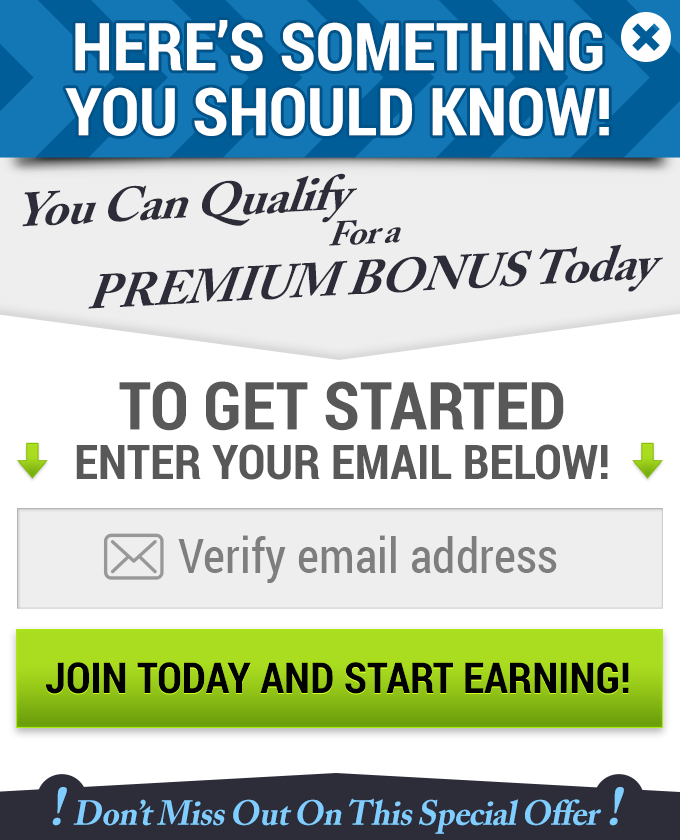 HERE'S SOMETHING
YOU SHOULD KNOW!
You Can Qualify
For a
PREMIUM BONUS Today
TO GET STARTED
ENTER YOUR EMAIL BELOW!
Verify email address
JOIN TODAY AND START EARNING!
! Don't Miss Out On This Special Offer !